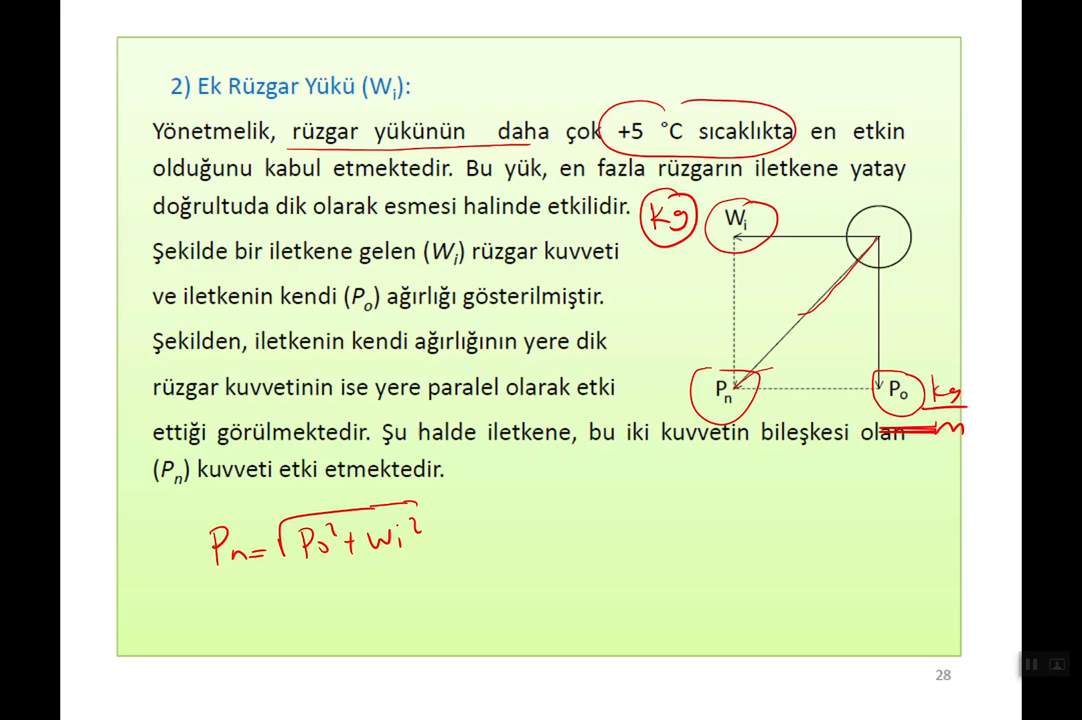 2) Ek Rüzgar Yükü (Wi):
Yönetmelik, rüzgar yükünün daha çok +5 °C sıcaklıkta en etkin
olduğunu kabul etmektedir. Bu yük, en fazla rüzgarın iletkene yatay
doğrultuda dik olarak esmesi halinde etkilidir.
kg
Wi
Şekilde bir iletkene gelen (Wi) rüzgar kuvveti
ve iletkenin kendi (Po) ağırlığı gösterilmiştir.
Şekilden, iletkenin kendi ağırlığının yere dik
rüzgar kuvvetinin ise yere paralel olarak etki
Pn
Po
kg
m
ettiği görülmektedir. Şu halde iletkene, bu iki kuvvetin bileşkesi olan
(Pn) kuvveti etki etmektedir.
Pn=√Po²+Wi²
28